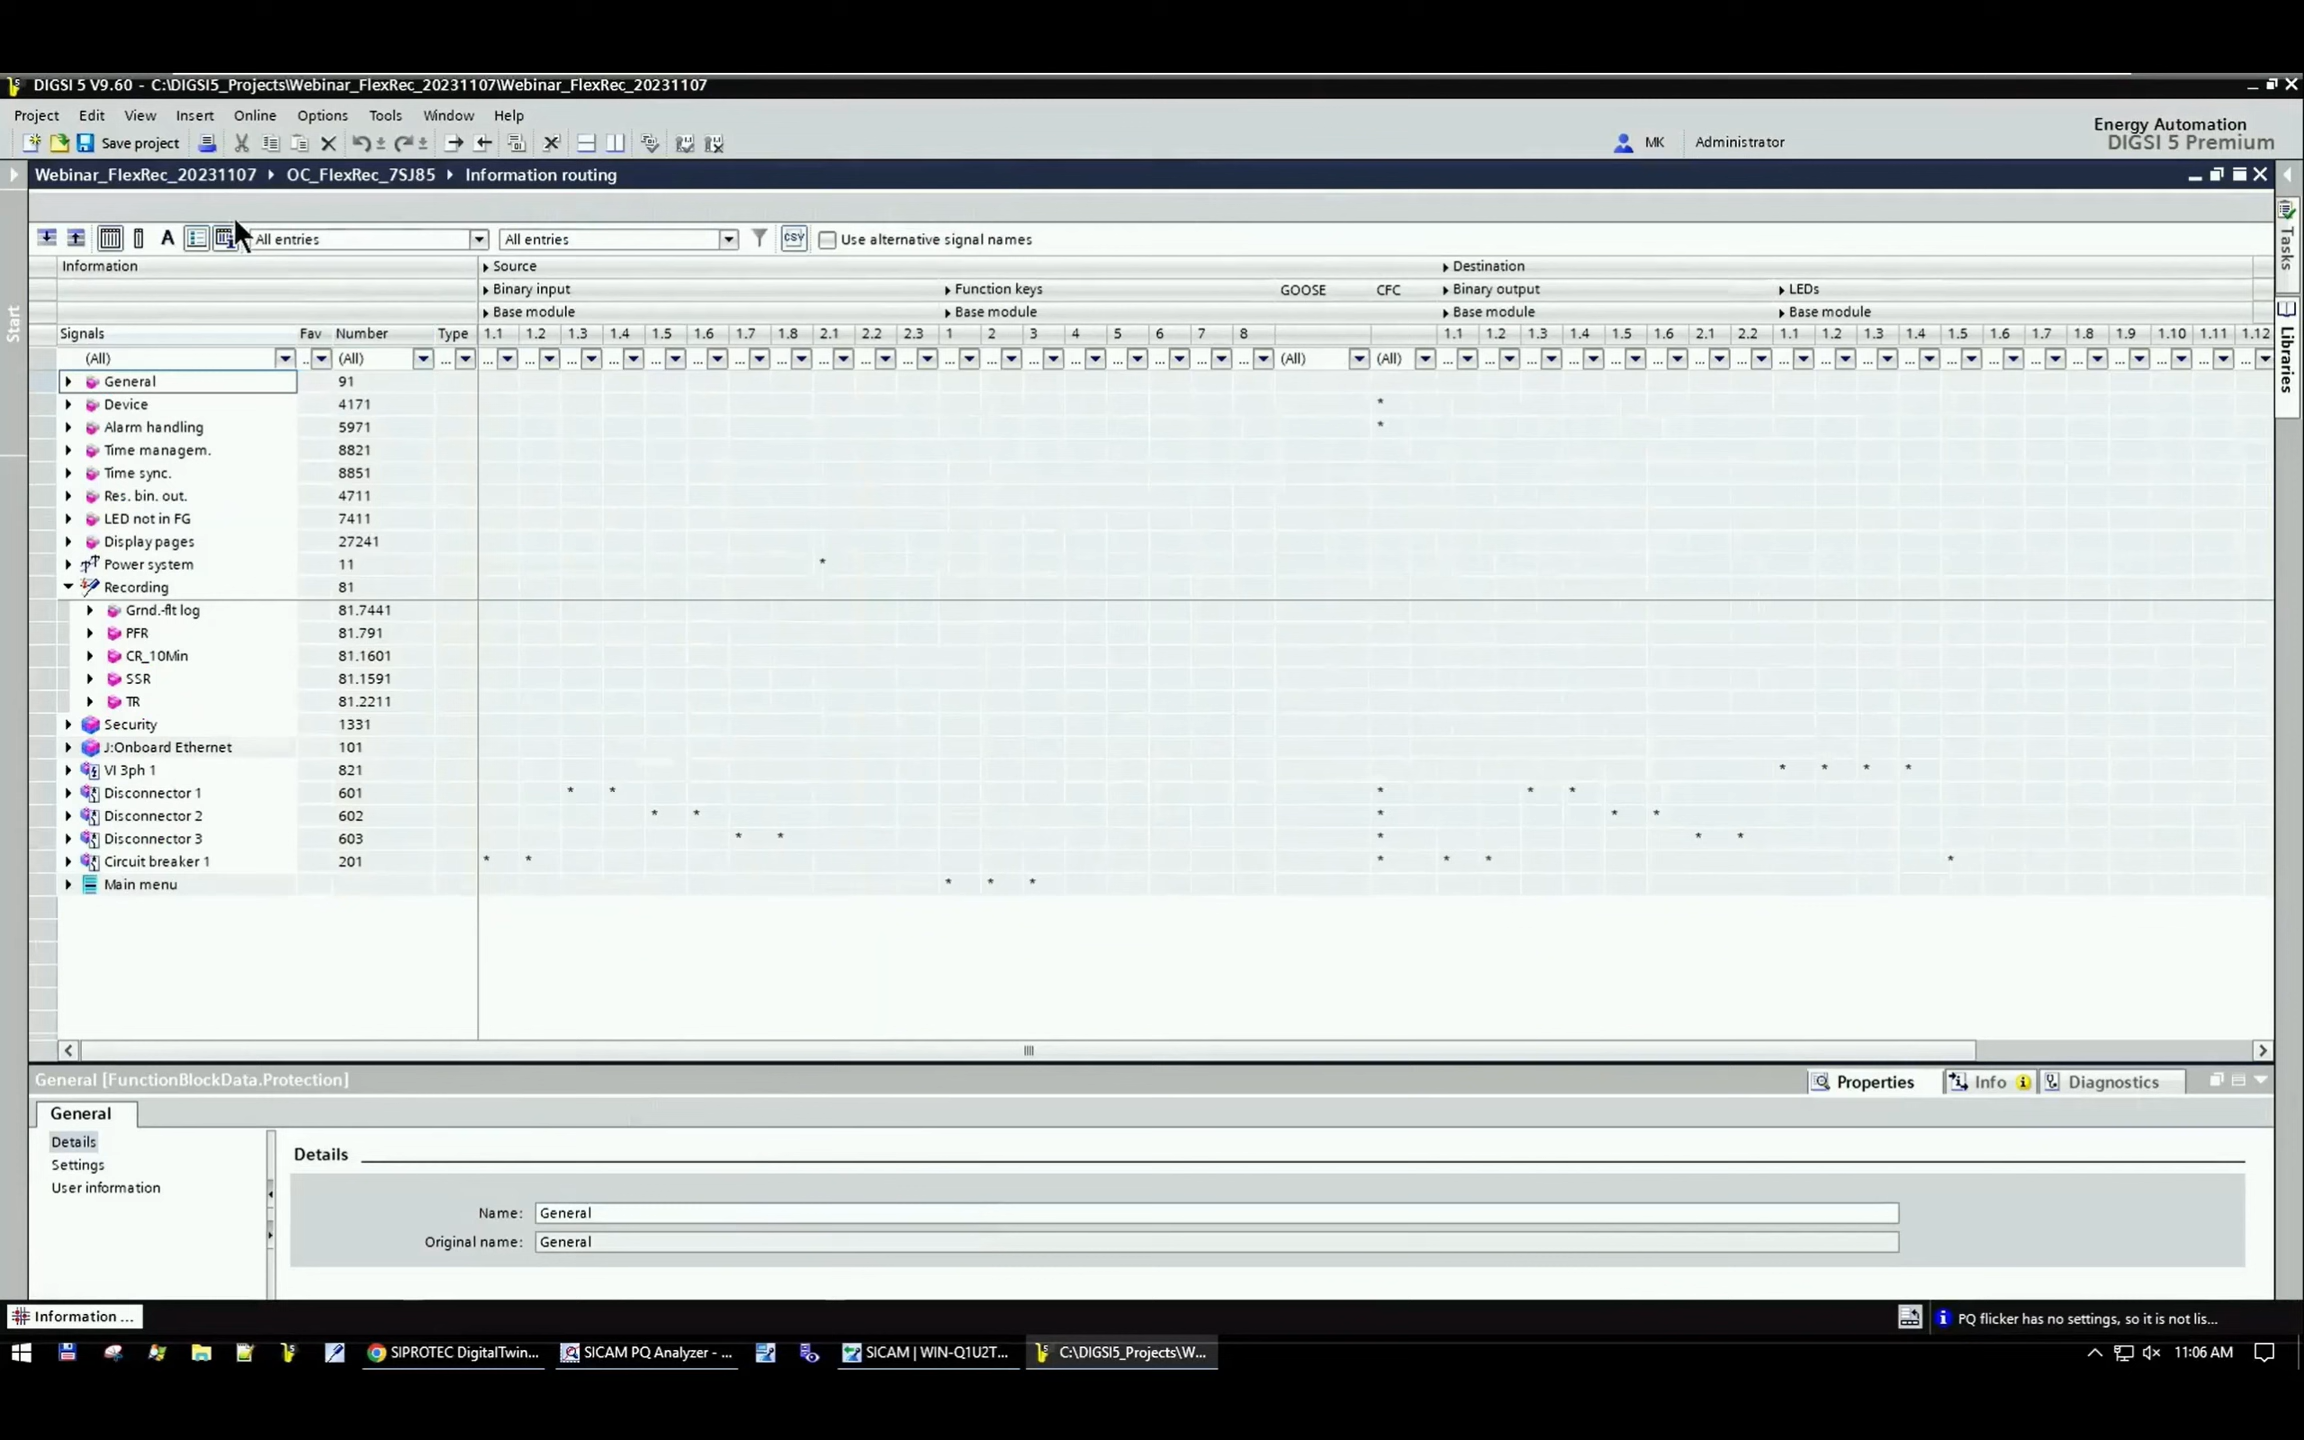 DIGSI 5 V9.60 - C:\DIGSI5_Projects\Webinar_FlexRec_20231107\Webinar_FlexRec_20231107
Project Edit View Insert Online Options Tools Window Help
Save project MK Administrator
Energy Automation
DIGSI 5 Premium
Webinar_FlexRec_20231107 OC_FlexRec_7SJ85 Information routing
A All entries All entries CSV Use alternative signal names
Information Source Destination
Binary input Function keys GOOSE CFC Binary output LEDs
Base module Base module Base module Base module
Signals Fav Number Type 1.1 1.2 1.3 1.4 1.5 1.6 1.7 1.8 2.1 2.2 2.3 1 2 3 4 5 6 7 8 1.1 1.2 1.3 1.4 1.5 1.6 2.1 2.2 1.1 1.2 1.3 1.4 1.5 1.6 1.7 1.8 1.9 1.10 1.11 1.12
(All) ... (All) ... ... ... ... ... ... ... ... ... ... ... ... ... ... ... ... ... ... ... ... (All) (All) ... ... ... ... ... ... ... ... ... ... ... ... ... ... ... ... ... ... ... ...
General 91
Device 4171 *
Alarm handling 5971 *
Time managem. 8821
Time sync. 8851
Res. bin. out. 4711
LED not in FG 7411
Display pages 27241
Power system 11 *
Recording 81
Grnd.-flt log 81.7441
PFR 81.791
CR_10Min 81.1601
SSR 81.1591
TR 81.2211
Security 1331
J:Onboard Ethernet 101
VI 3ph 1 821 * * * *
Disconnector 1 601 * * * * *
Disconnector 2 602 * * * * *
Disconnector 3 603 * * * * *
Circuit breaker 1 201 * * * * * *
Main menu * * *
General [FunctionBlockData.Protection] Properties Info Diagnostics
General
Details
Settings
User information
Details
Name: General
Original name: General
Information ... PQ flicker has no settings, so it is not lis...
SIPROTEC DigitalTwin... SICAM PQ Analyzer - ... SICAM | WIN-Q1U2T... C:\DIGSI5_Projects\W... 11:06 AM
Start
Tasks
Libraries